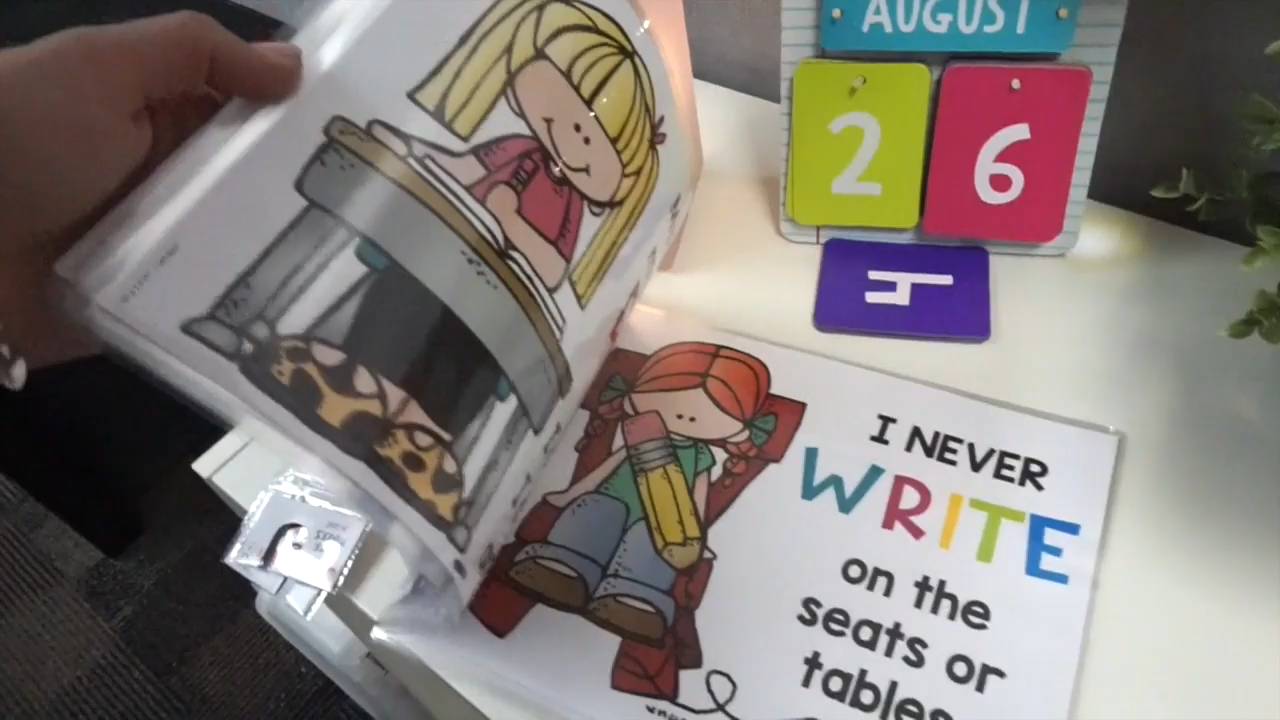 AUGUST
2
6
I NEVER
WRITE
on the
seats or
tables